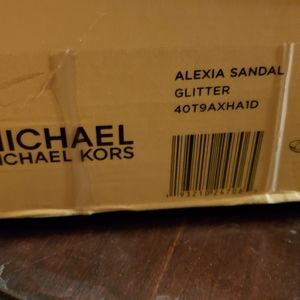 ALEXIA SANDAL
GLITTER
40T9AXHA1D
MICHAEL
MICHAEL KORS